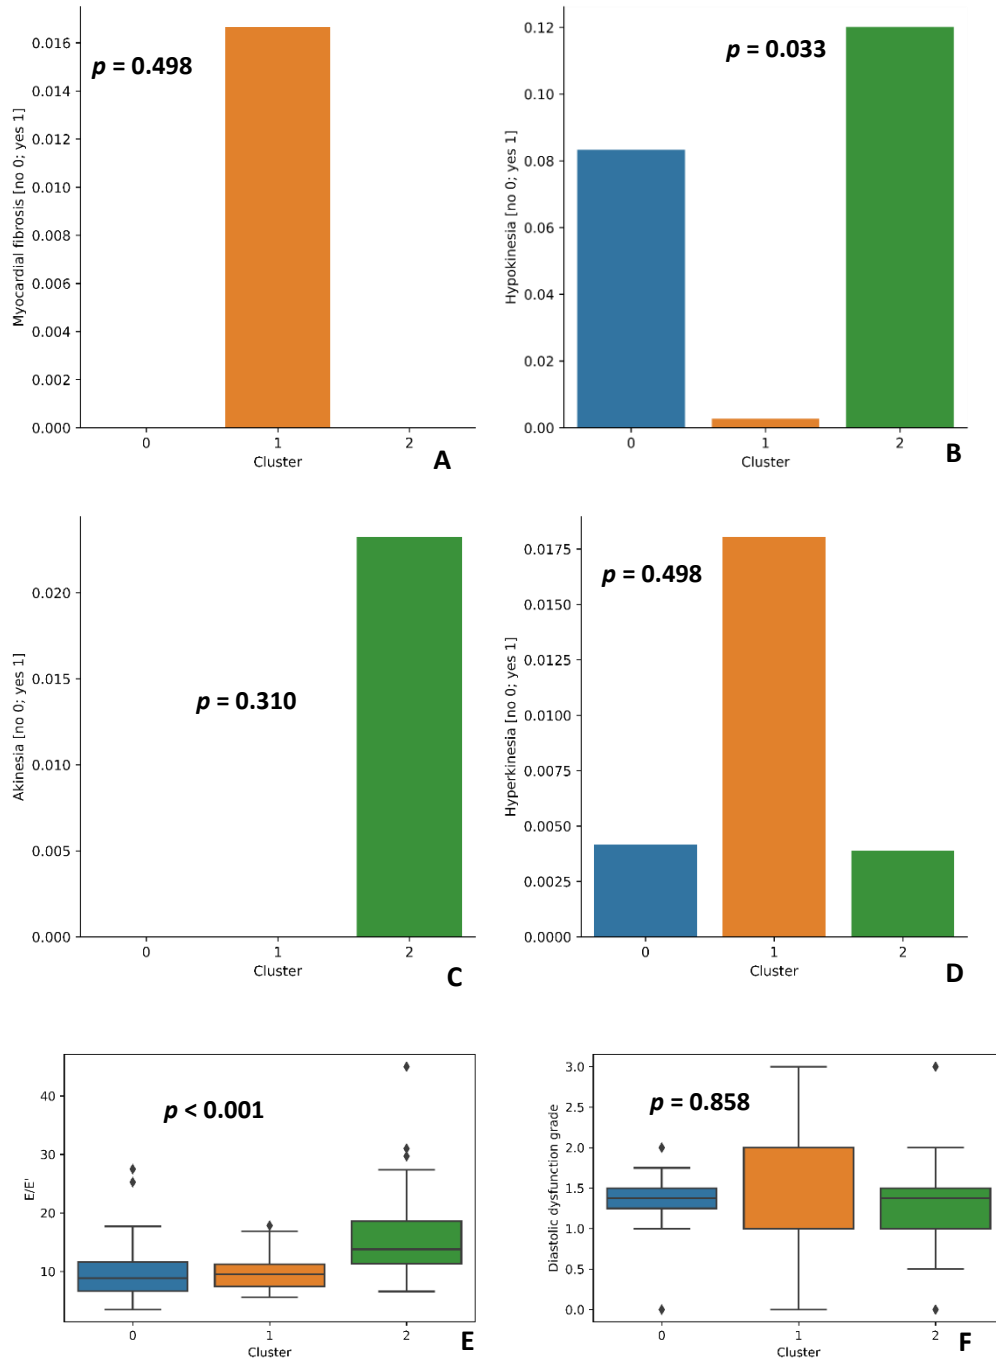 Myocardial fibrosis [no 0; yes 1]
0.016
0.014
0.012
0.010
0.008
0.006
0.004
0.002
0.000
p = 0.498
0 1 2
Cluster
A
Hypokinesia [no 0; yes 1]
0.12
0.10
0.08
0.06
0.04
0.02
0.00
p = 0.033
0 1 2
Cluster
B
Akinesia [no 0; yes 1]
0.020
0.015
0.010
0.005
0.000
p = 0.310
0 1 2
Cluster
C
Hyperkinesia [no 0; yes 1]
0.0175
0.0150
0.0125
0.0100
0.0075
0.0050
0.0025
0.0000
p = 0.498
0 1 2
Cluster
D
E/E'
40
30
20
10
p < 0.001
0 1 2
Cluster
E
Diastolic dysfunction grade
3.0
2.5
2.0
1.5
1.0
0.5
0.0
p = 0.858
0 1 2
Cluster
F